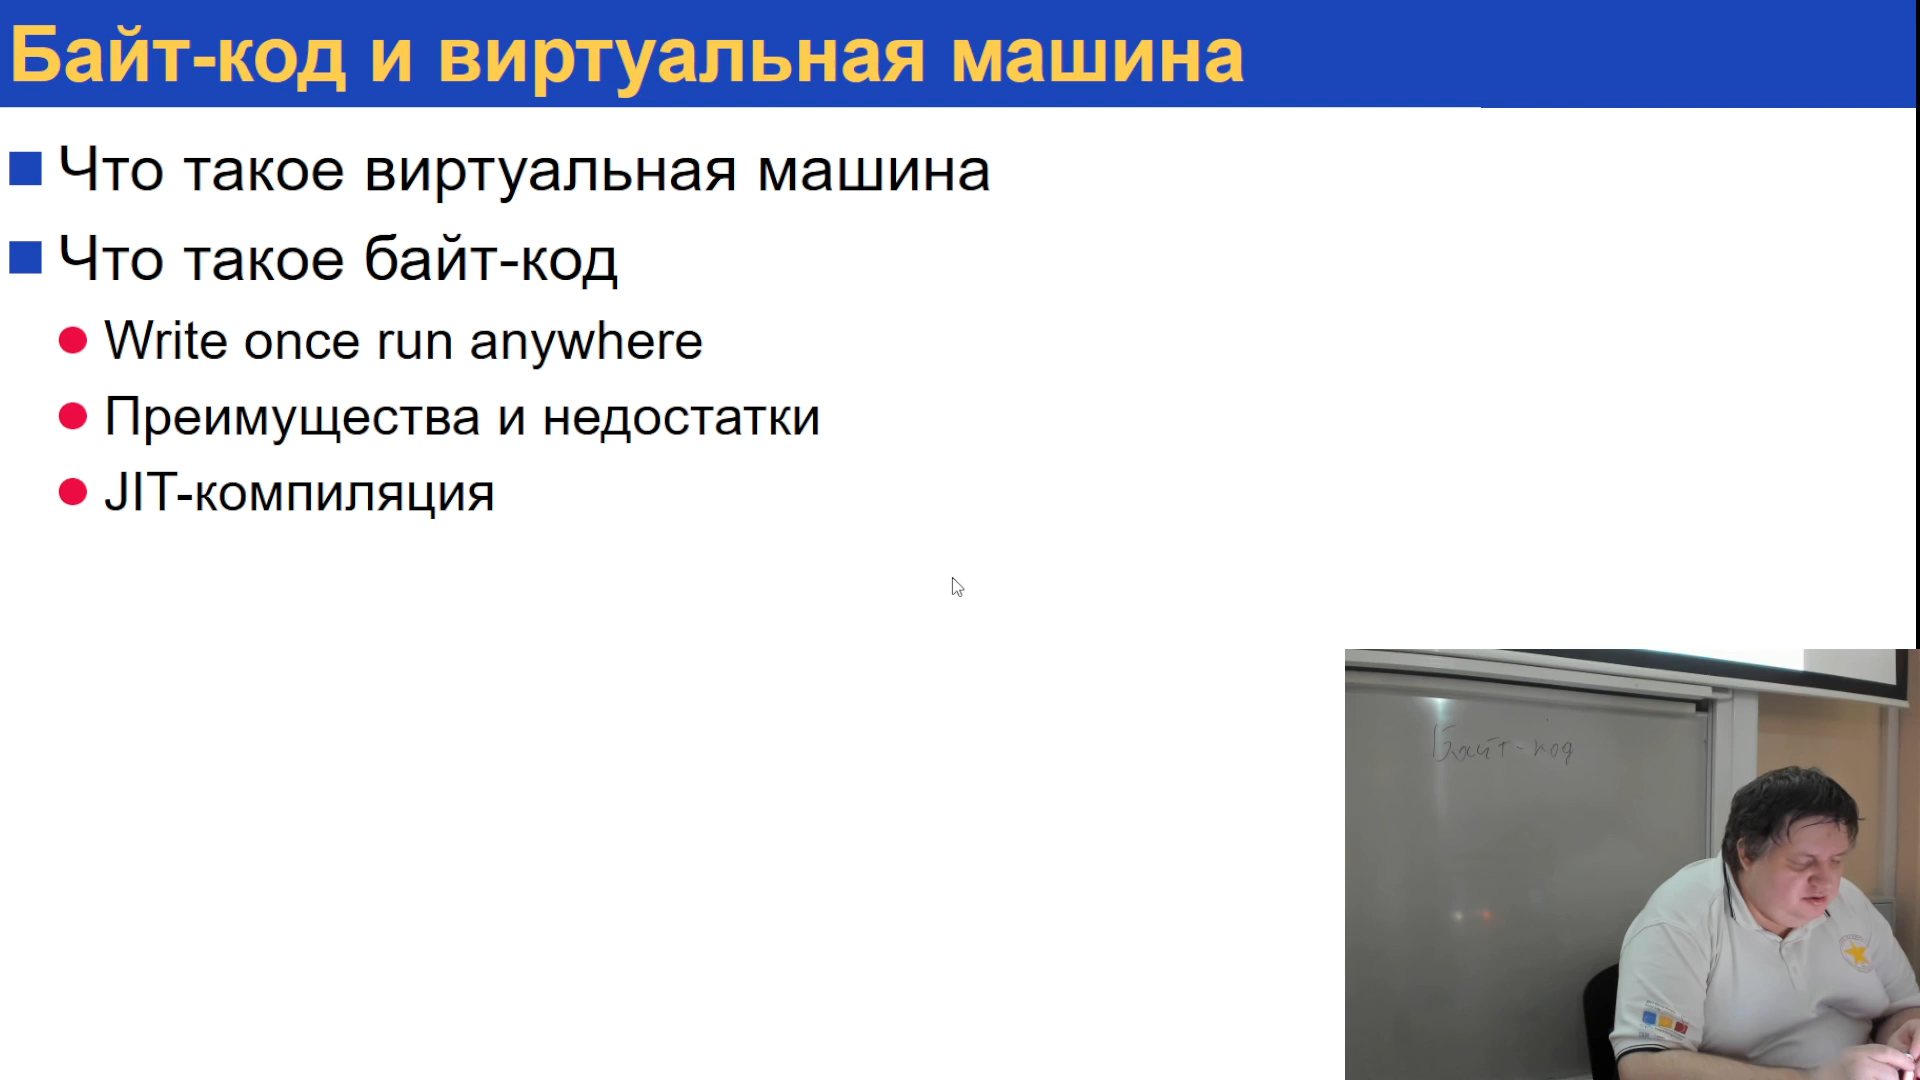 Байт-код и виртуальная машина
Что такое виртуальная машина
Что такое байт-код
Write once run anywhere
Преимущества и недостатки
JIT-компиляция
Байт-код